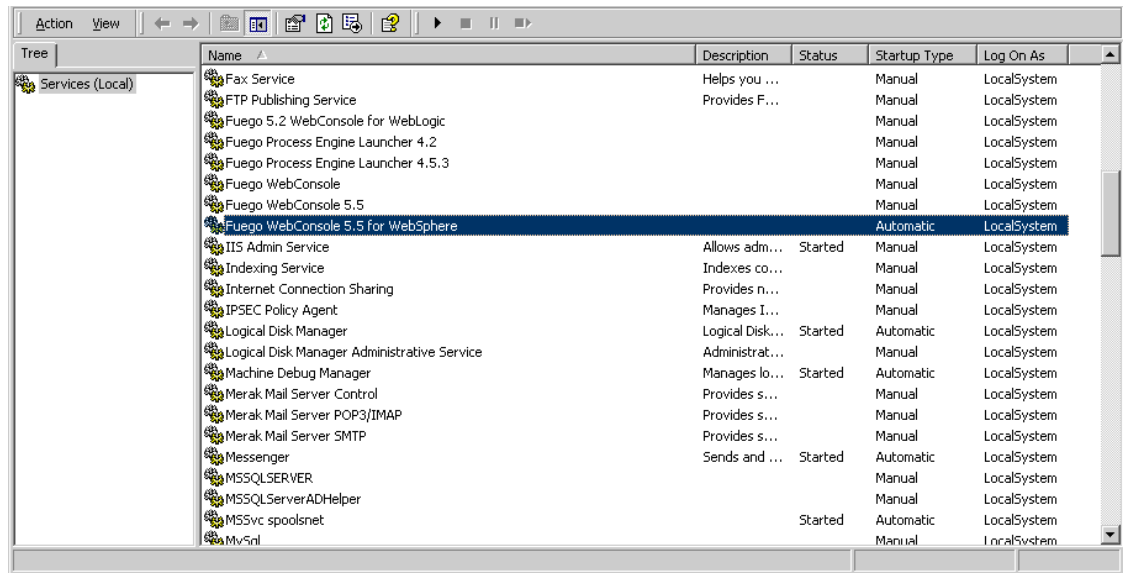 Action View
Tree
Services (Local)
Name Description Status Startup Type Log On As
Fax Service Helps you ... Manual LocalSystem
FTP Publishing Service Provides F... Manual LocalSystem
Fuego 5.2 WebConsole for WebLogic Manual LocalSystem
Fuego Process Engine Launcher 4.2 Manual LocalSystem
Fuego Process Engine Launcher 4.5.3 Manual LocalSystem
Fuego WebConsole Manual LocalSystem
Fuego WebConsole 5.5 Manual LocalSystem
Fuego WebConsole 5.5 for WebSphere Automatic LocalSystem
IIS Admin Service Allows adm... Started Manual LocalSystem
Indexing Service Indexes co... Manual LocalSystem
Internet Connection Sharing Provides n... Manual LocalSystem
IPSEC Policy Agent Manages I... Manual LocalSystem
Logical Disk Manager Logical Disk... Started Automatic LocalSystem
Logical Disk Manager Administrative Service Administrat... Manual LocalSystem
Machine Debug Manager Manages lo... Started Automatic LocalSystem
Merak Mail Server Control Provides s... Manual LocalSystem
Merak Mail Server POP3/IMAP Provides s... Manual LocalSystem
Merak Mail Server SMTP Provides s... Manual LocalSystem
Messenger Sends and ... Started Automatic LocalSystem
MSSQLSERVER Manual LocalSystem
MSSQLServerADHelper Manual LocalSystem
MSSvc spoolsnet Started Automatic LocalSystem
MySql Manual LocalSystem